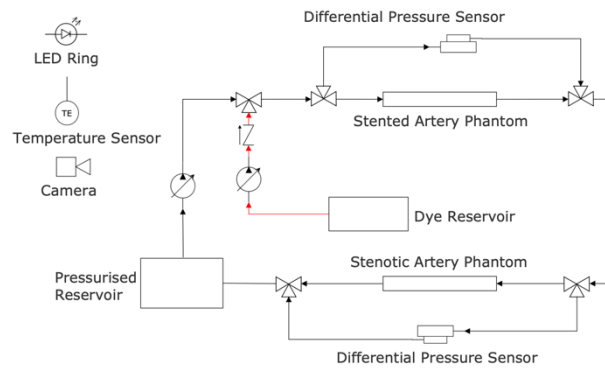 LED Ring
TE
Temperature Sensor
Camera
Differential Pressure Sensor
Stented Artery Phantom
Dye Reservoir
Pressurised
Reservoir
Stenotic Artery Phantom
Differential Pressure Sensor